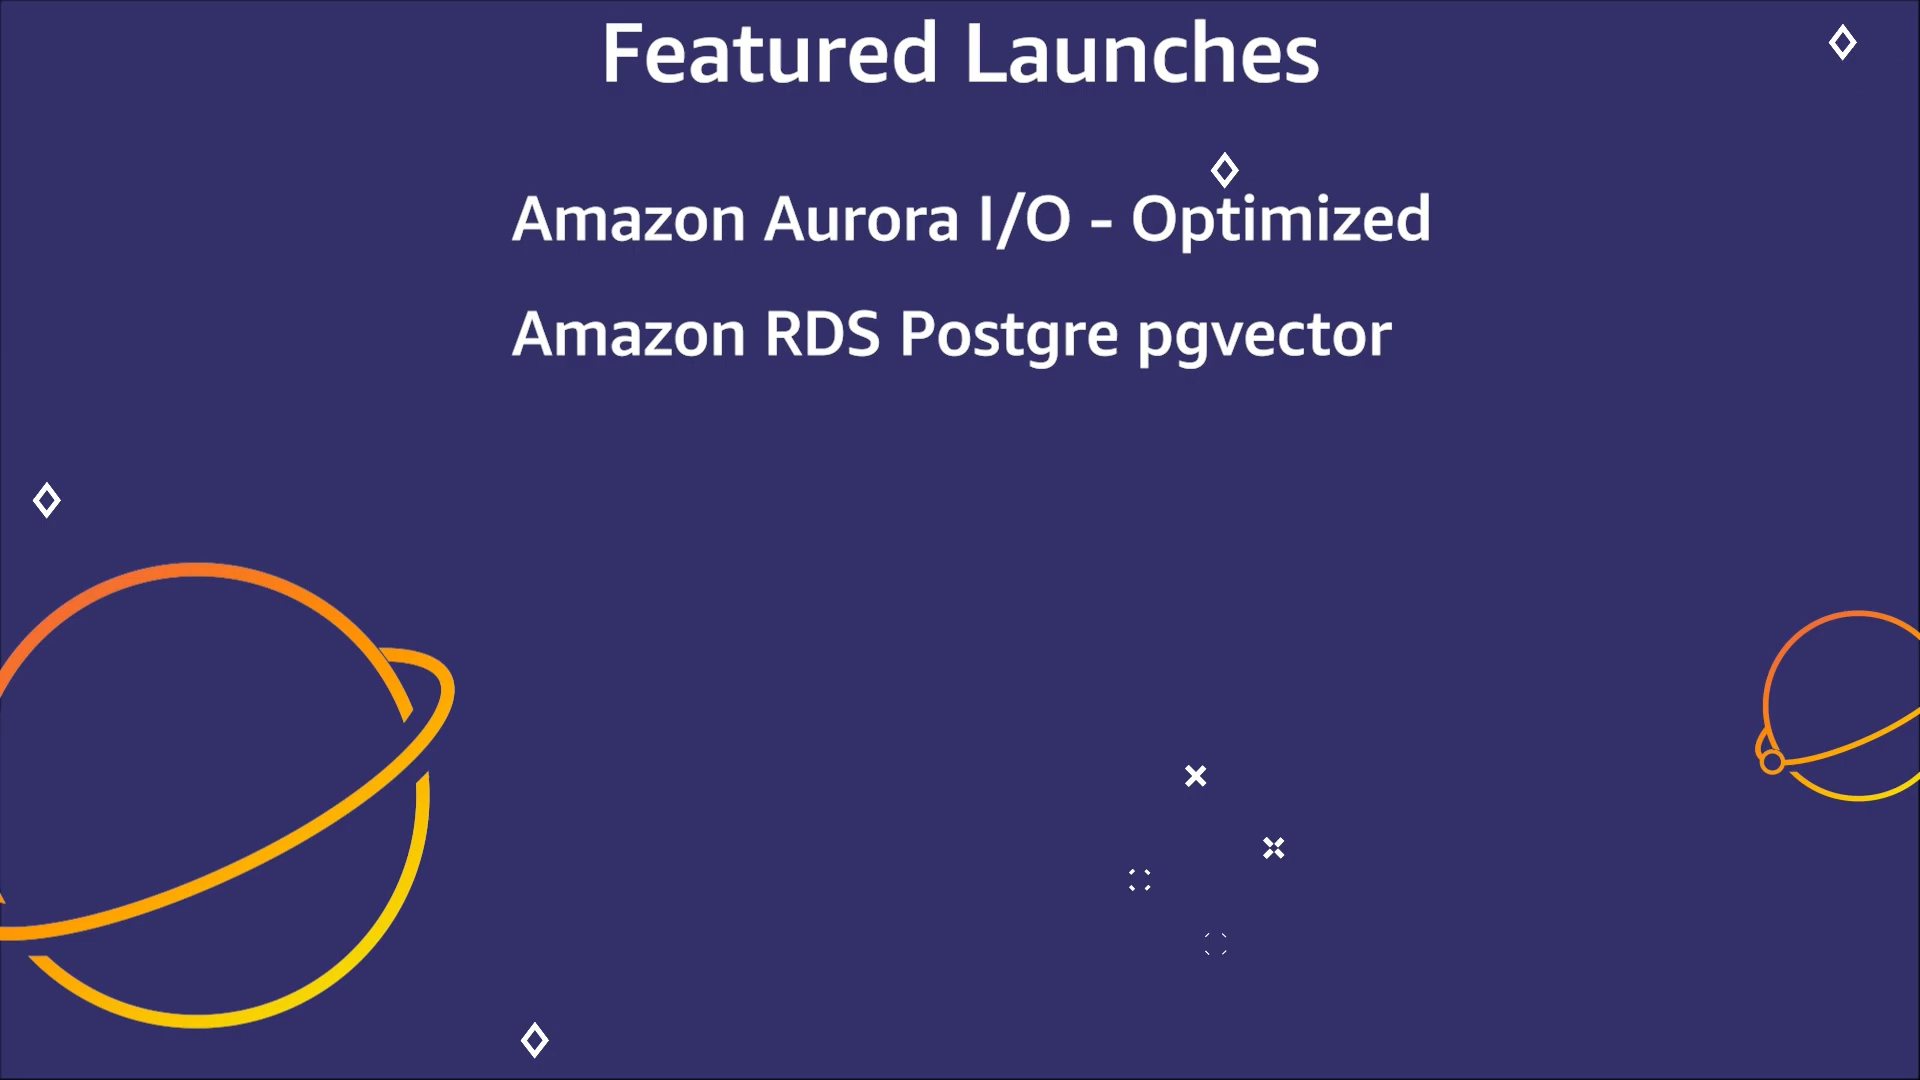 Featured Launches
Amazon Aurora I/O - Optimized
Amazon RDS Postgre pgvector